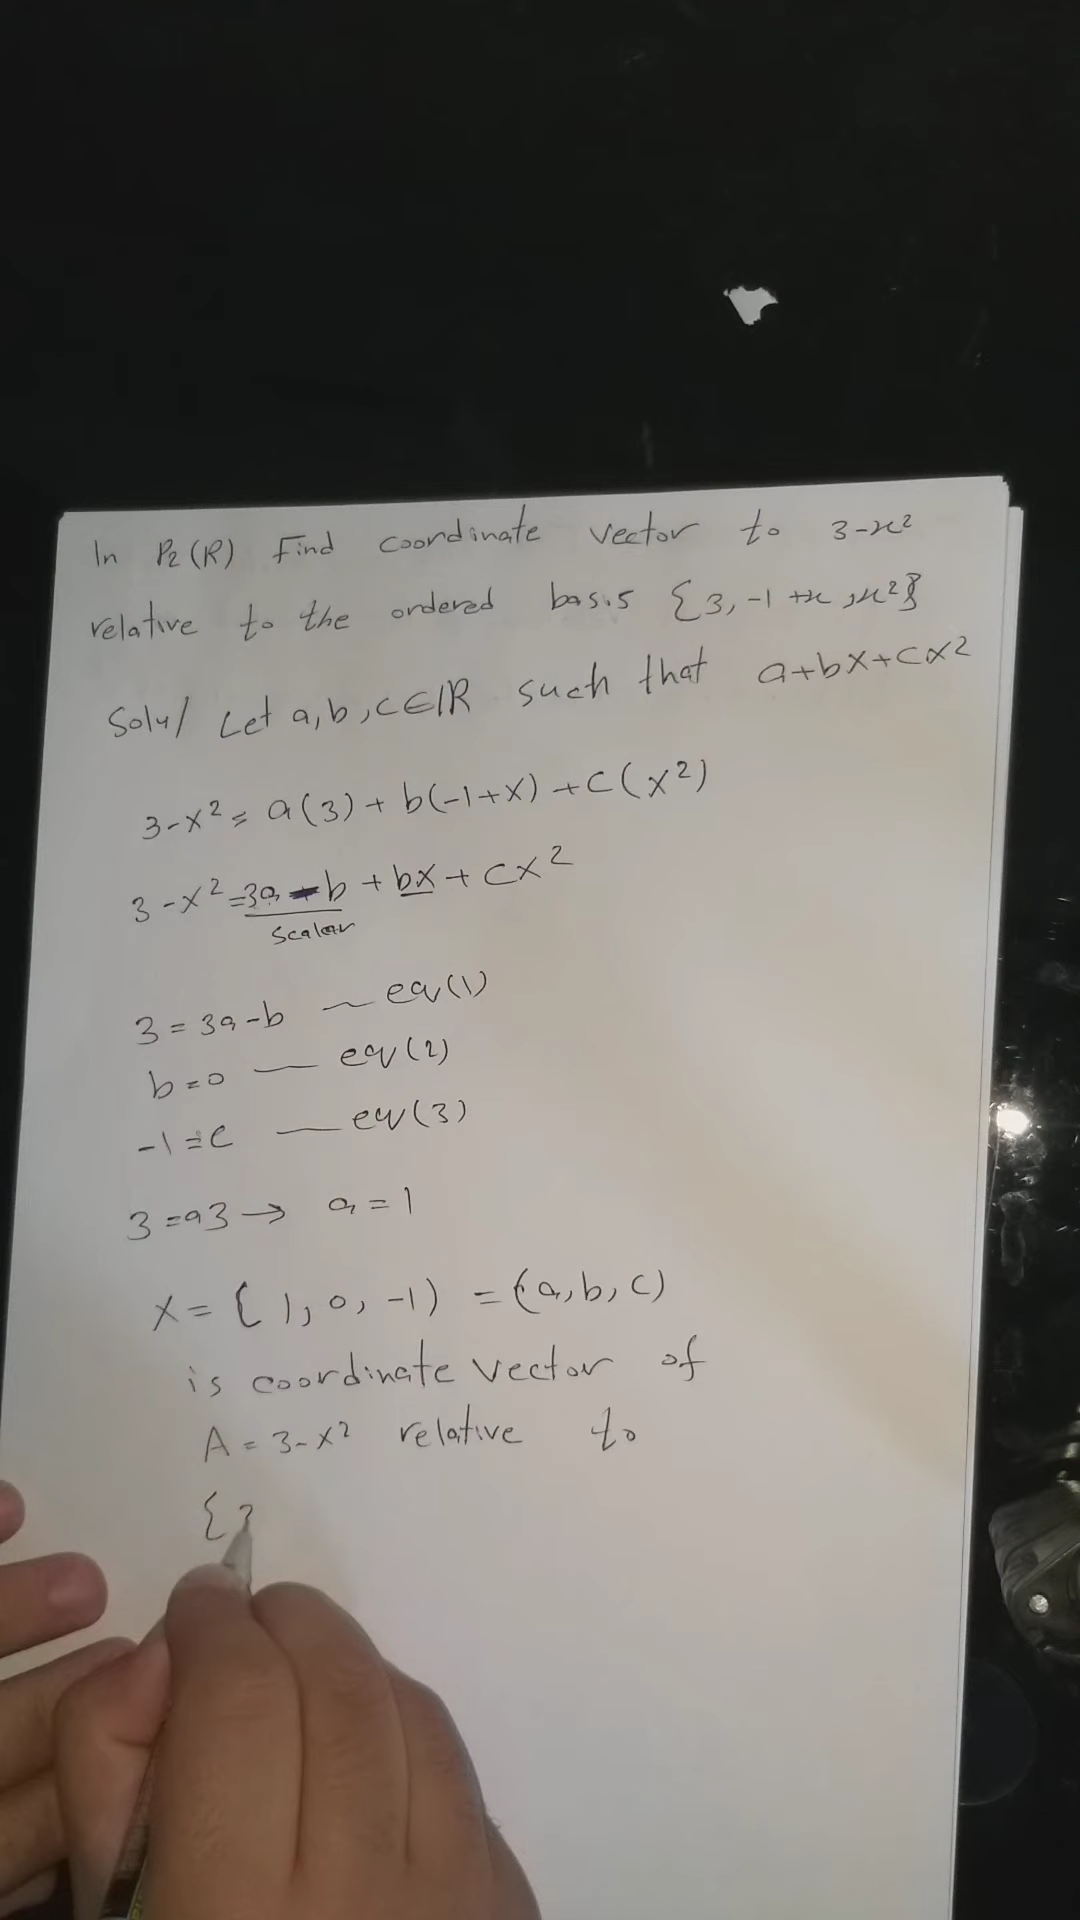 In P2(R) Find coordinate vector to 3-x²
relative to the ordered basis {3, -1 +x, x²}
Solu/ Let a,b,c∈IR such that a+bx+cx²
3-x² = a(3) + b(-1+x) + c(x²)
3-x² = 3a - b + bx + cx²
scalar
3 = 3a-b — eq(1)
b=0 — eq(2)
-1=c — eq(3)
3=a3 → a=1
X = (1, 0, -1) = (a,b,c)
is coordinate vector of
A = 3-x² relative to
{3